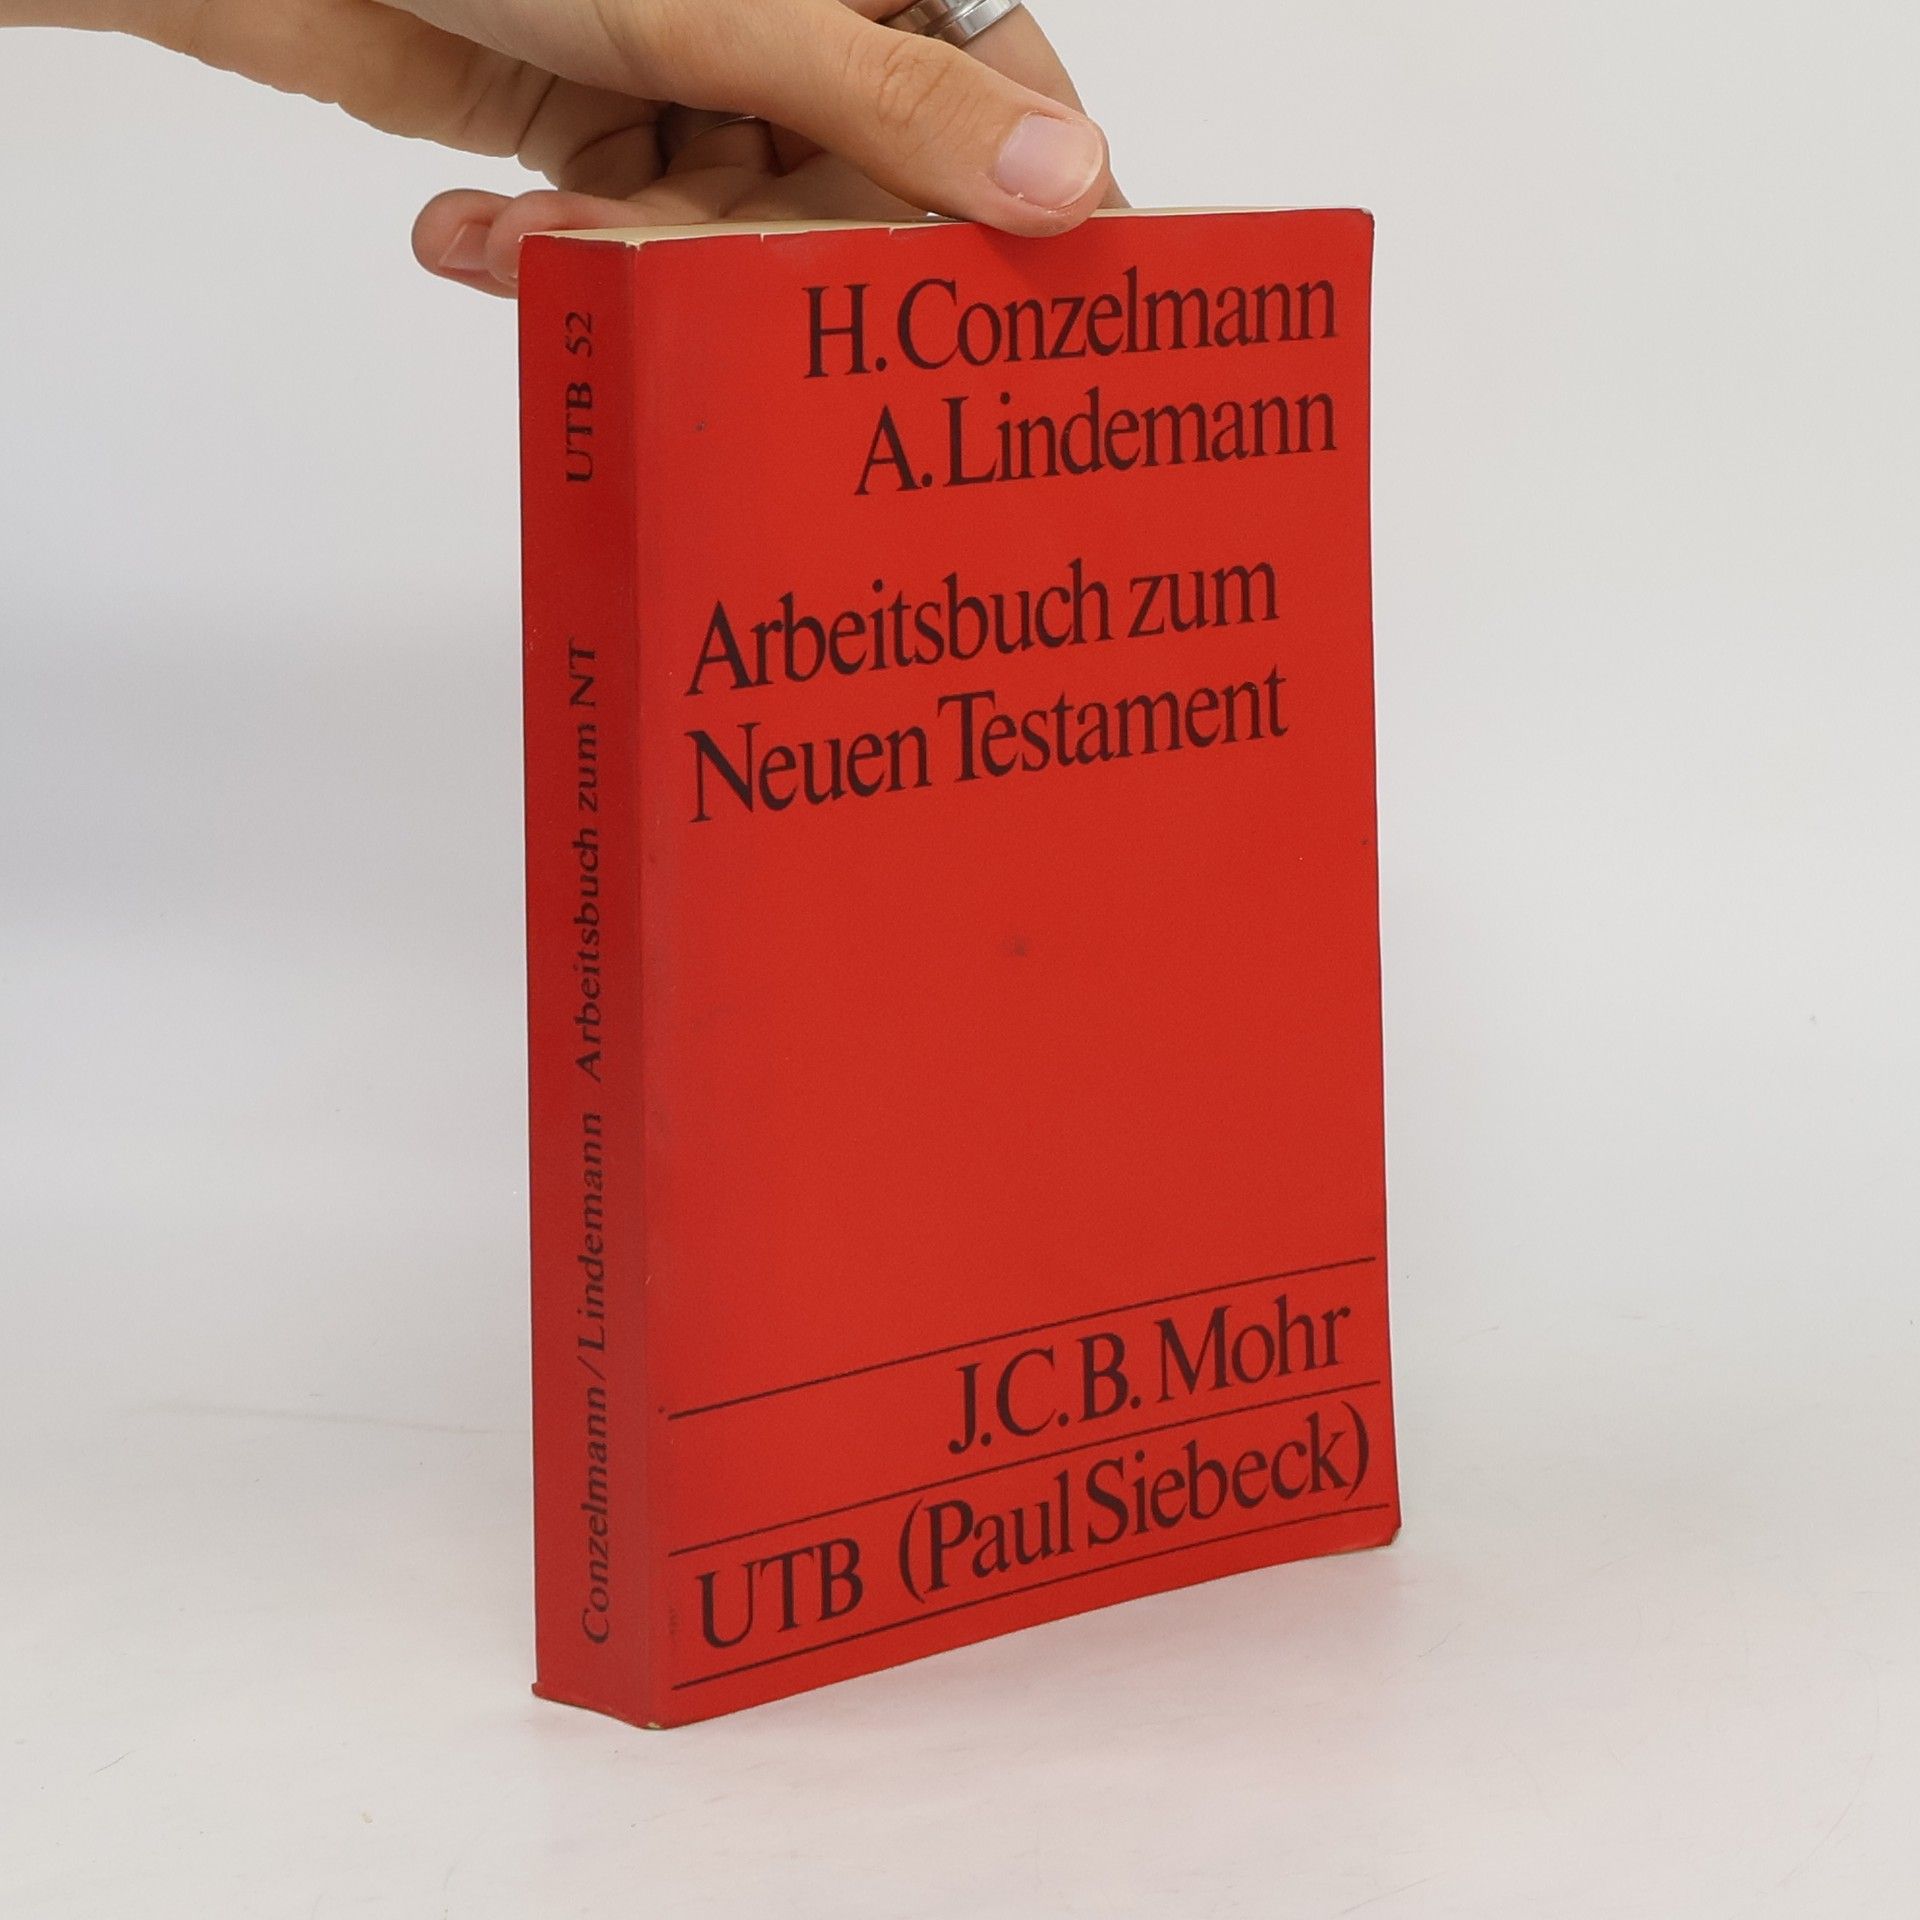 H. Conzelmann
A. Lindemann
Arbeitsbuch zum
Neuen Testament
J.C.B. Mohr
UTB (Paul Siebeck)
Conzelmann/Lindemann Arbeitsbuch zum NT UTB 52